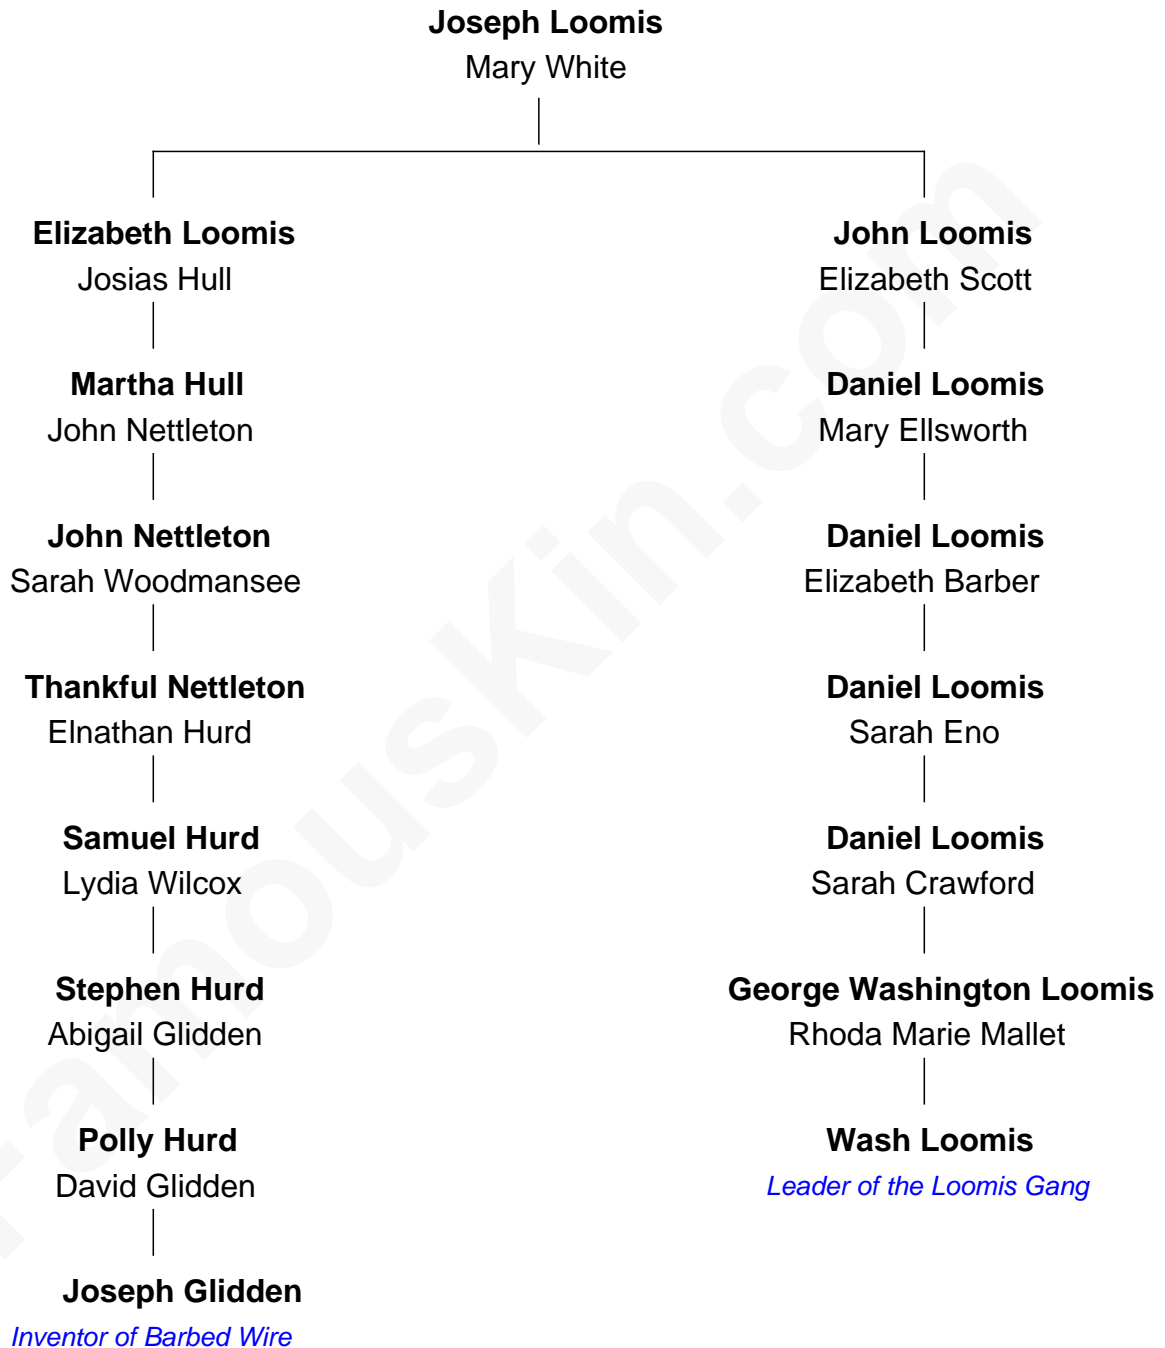 Joseph Loomis
Mary White
Elizabeth Loomis
Josias Hull
John Loomis
Elizabeth Scott
Martha Hull
John Nettleton
Daniel Loomis
Mary Ellsworth
John Nettleton
Sarah Woodmansee
Daniel Loomis
Elizabeth Barber
Thankful Nettleton
Elnathan Hurd
Daniel Loomis
Sarah Eno
Samuel Hurd
Lydia Wilcox
Daniel Loomis
Sarah Crawford
Stephen Hurd
Abigail Glidden
George Washington Loomis
Rhoda Marie Mallet
Polly Hurd
David Glidden
Wash Loomis
Leader of the Loomis Gang
Joseph Glidden
Inventor of Barbed Wire
FamousKin.com